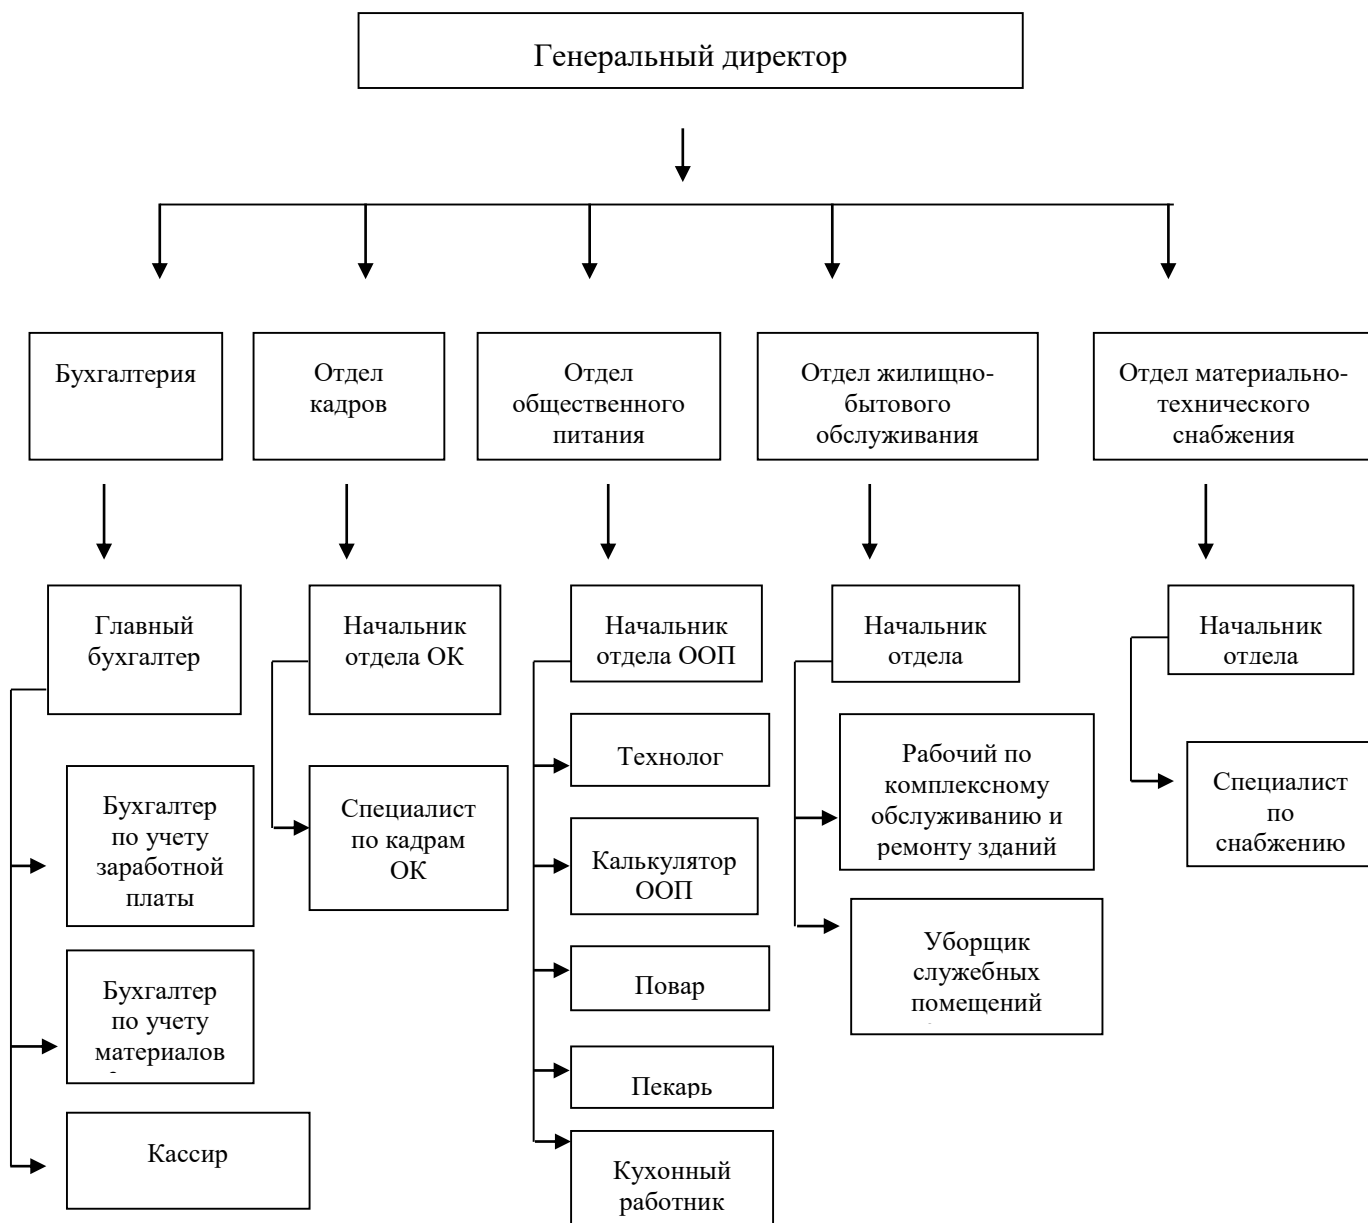 Генеральный директор
Бухгалтерия
Отдел
кадров
Отдел
общественного
питания
Отдел жилищно-
бытового
обслуживания
Отдел материально-
технического
снабжения
Главный
бухгалтер
Начальник
отдела ОК
Начальник
отдела ООП
Начальник
отдела
Начальник
отдела
Бухгалтер
по учету
заработной
платы
Бухгалтер
по учету
материалов
Кассир
Специалист
по кадрам
ОК
Технолог
Калькулятор
ООП
Повар
Пекарь
Кухонный
работник
Рабочий по
комплексному
обслуживанию и
ремонту зданий
Уборщик
служебных
помещений
Специалист
по
снабжению